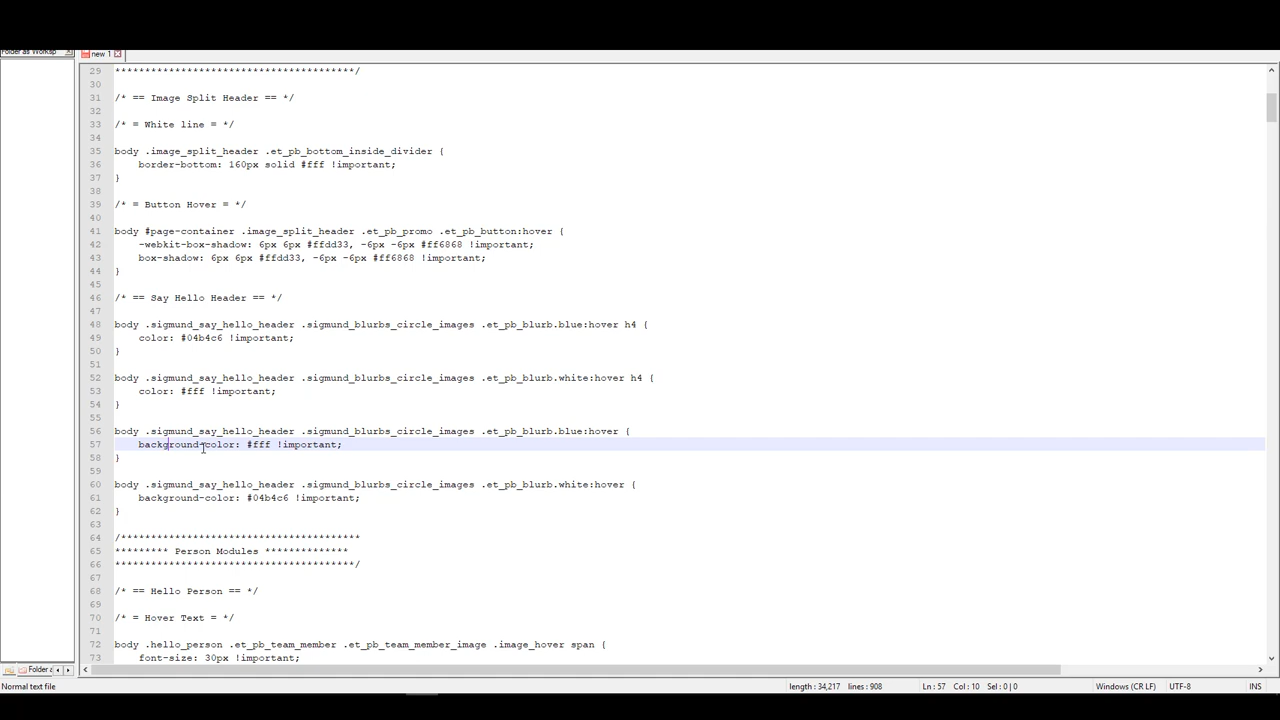 Folder as Worksp
new 1
29 **************************************/
30
31 /* == Image Split Header == */
32
33 /* = White line = */
34
35 body .image_split_header .et_pb_bottom_inside_divider {
36 border-bottom: 160px solid #fff !important;
37 }
38
39 /* = Button Hover = */
40
41 body #page-container .image_split_header .et_pb_promo .et_pb_button:hover {
42 -webkit-box-shadow: 6px 6px #ffdd33, -6px -6px #ff6868 !important;
43 box-shadow: 6px 6px #ffdd33, -6px -6px #ff6868 !important;
44 }
45
46 /* == Say Hello Header == */
47
48 body .sigmund_say_hello_header .sigmund_blurbs_circle_images .et_pb_blurb.blue:hover h4 {
49 color: #04b4c6 !important;
50 }
51
52 body .sigmund_say_hello_header .sigmund_blurbs_circle_images .et_pb_blurb.white:hover h4 {
53 color: #fff !important;
54 }
55
56 body .sigmund_say_hello_header .sigmund_blurbs_circle_images .et_pb_blurb.blue:hover {
57 background-color: #fff !important;
58 }
59
60 body .sigmund_say_hello_header .sigmund_blurbs_circle_images .et_pb_blurb.white:hover {
61 background-color: #04b4c6 !important;
62 }
63
64 /****************************************
65 ********* Person Modules **************
66 ****************************************/
67
68 /* == Hello Person == */
69
70 /* = Hover Text = */
71
72 body .hello_person .et_pb_team_member .et_pb_team_member_image .image_hover span {
73 font-size: 30px !important;
Folder a
Normal text file length : 34,217 lines : 908 Ln : 57 Col : 10 Sel : 0 | 0 Windows (CR LF) UTF-8 INS